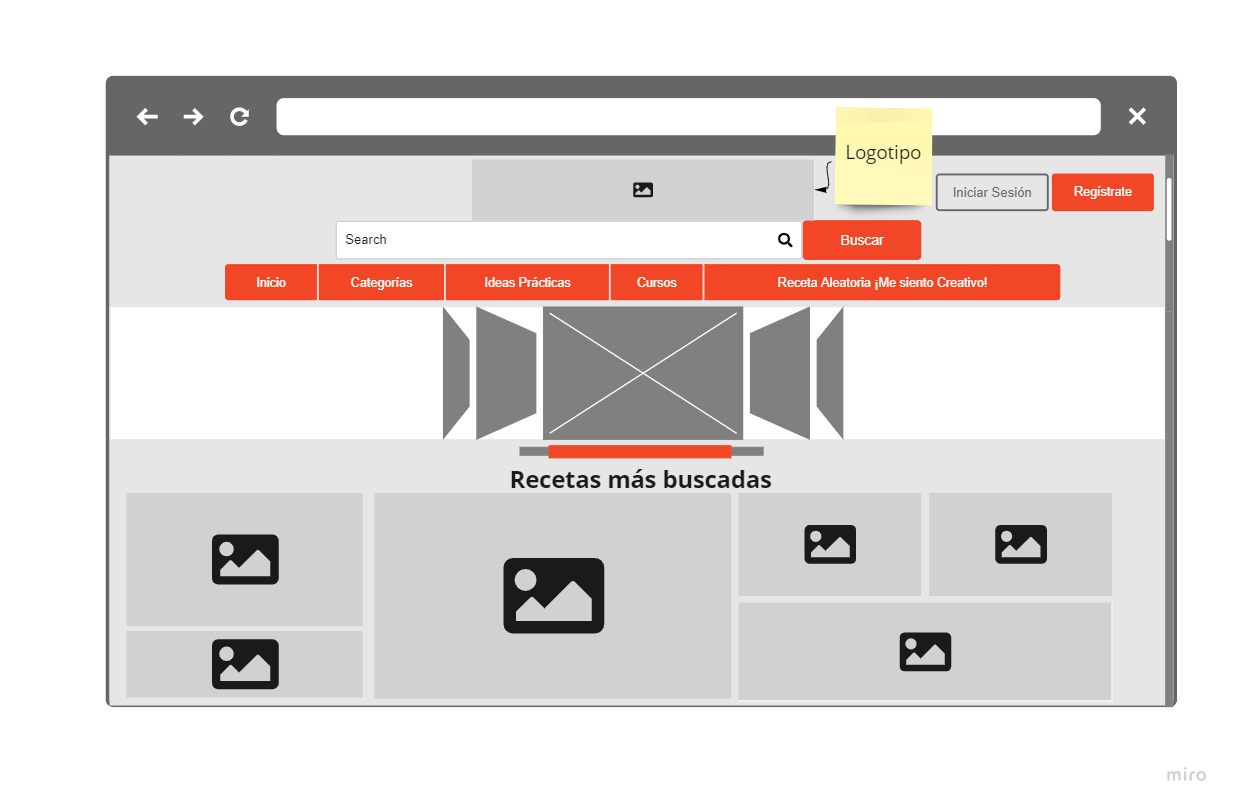 Logotipo
Iniciar Sesión
Regístrate
Search
Buscar
Inicio
Categorías
Ideas Prácticas
Cursos
Receta Aleatoria ¡Me siento Creativo!
Recetas más buscadas
miro